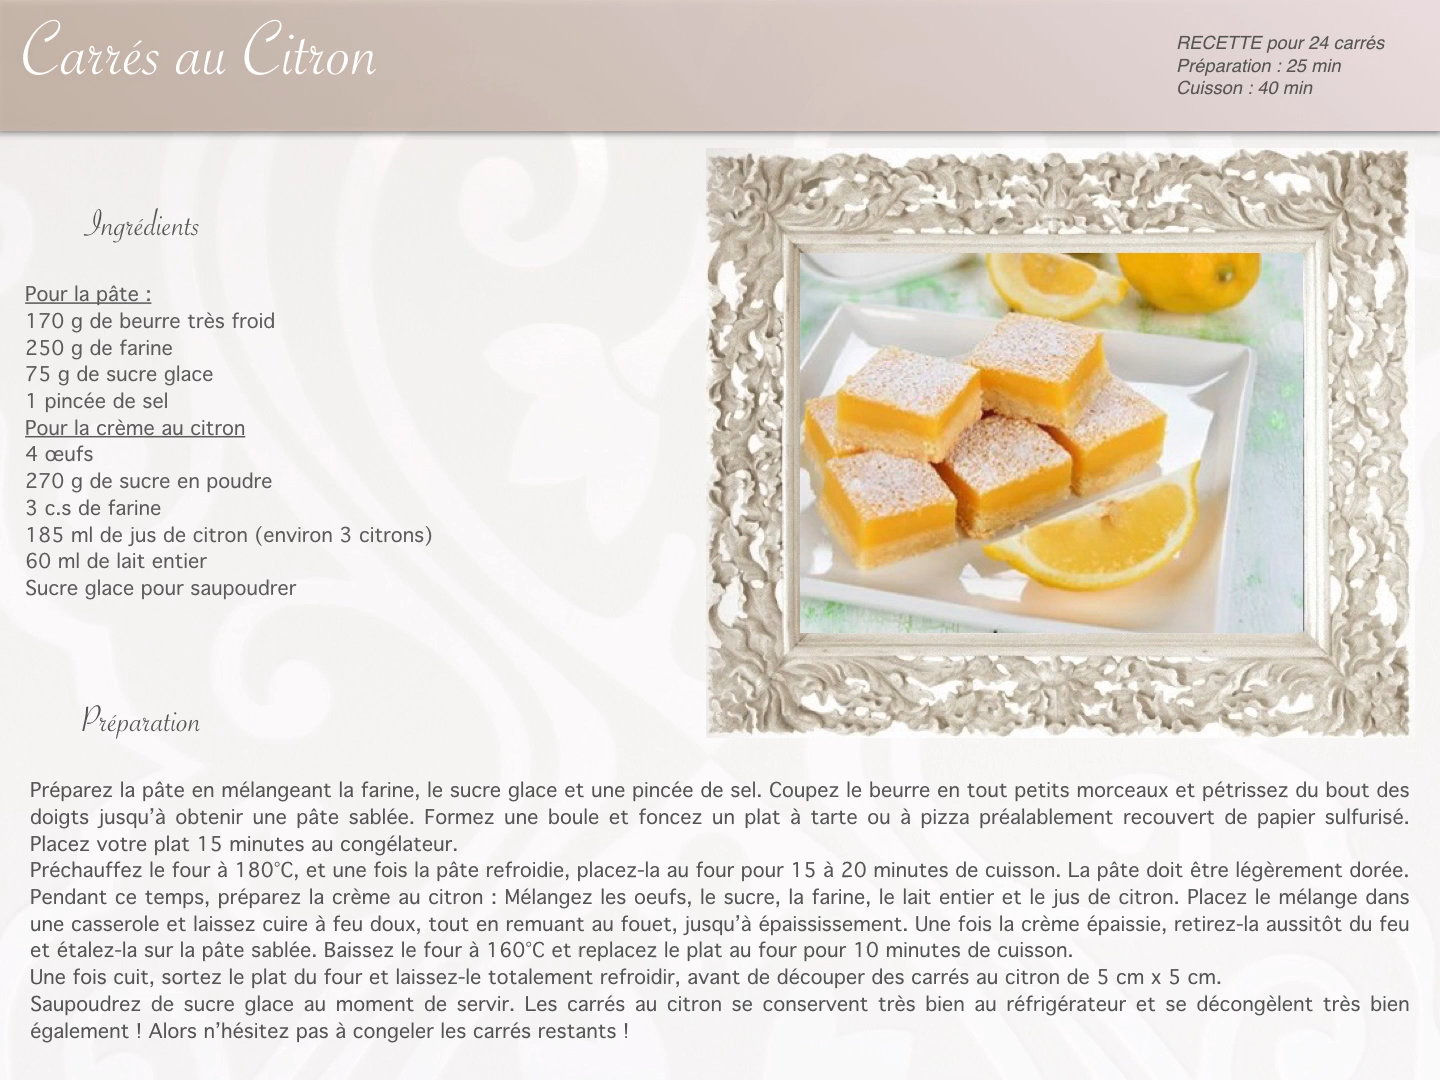 Carrés au Citron
RECETTE pour 24 carrés
Préparation : 25 min
Cuisson : 40 min
Ingrédients
Pour la pâte :
170 g de beurre très froid
250 g de farine
75 g de sucre glace
1 pincée de sel
Pour la crème au citron
4 œufs
270 g de sucre en poudre
3 c.s de farine
185 ml de jus de citron (environ 3 citrons)
60 ml de lait entier
Sucre glace pour saupoudrer
Préparation
Préparez la pâte en mélangeant la farine, le sucre glace et une pincée de sel. Coupez le beurre en tout petits morceaux et pétrissez du bout des
doigts jusqu’à obtenir une pâte sablée. Formez une boule et foncez un plat à tarte ou à pizza préalablement recouvert de papier sulfurisé.
Placez votre plat 15 minutes au congélateur.
Préchauffez le four à 180°C, et une fois la pâte refroidie, placez-la au four pour 15 à 20 minutes de cuisson. La pâte doit être légèrement dorée.
Pendant ce temps, préparez la crème au citron : Mélangez les oeufs, le sucre, la farine, le lait entier et le jus de citron. Placez le mélange dans
une casserole et laissez cuire à feu doux, tout en remuant au fouet, jusqu’à épaississement. Une fois la crème épaissie, retirez-la aussitôt du feu
et étalez-la sur la pâte sablée. Baissez le four à 160°C et replacez le plat au four pour 10 minutes de cuisson.
Une fois cuit, sortez le plat du four et laissez-le totalement refroidir, avant de découper des carrés au citron de 5 cm x 5 cm.
Saupoudrez de sucre glace au moment de servir. Les carrés au citron se conservent très bien au réfrigérateur et se décongèlent très bien
également ! Alors n’hésitez pas à congeler les carrés restants !